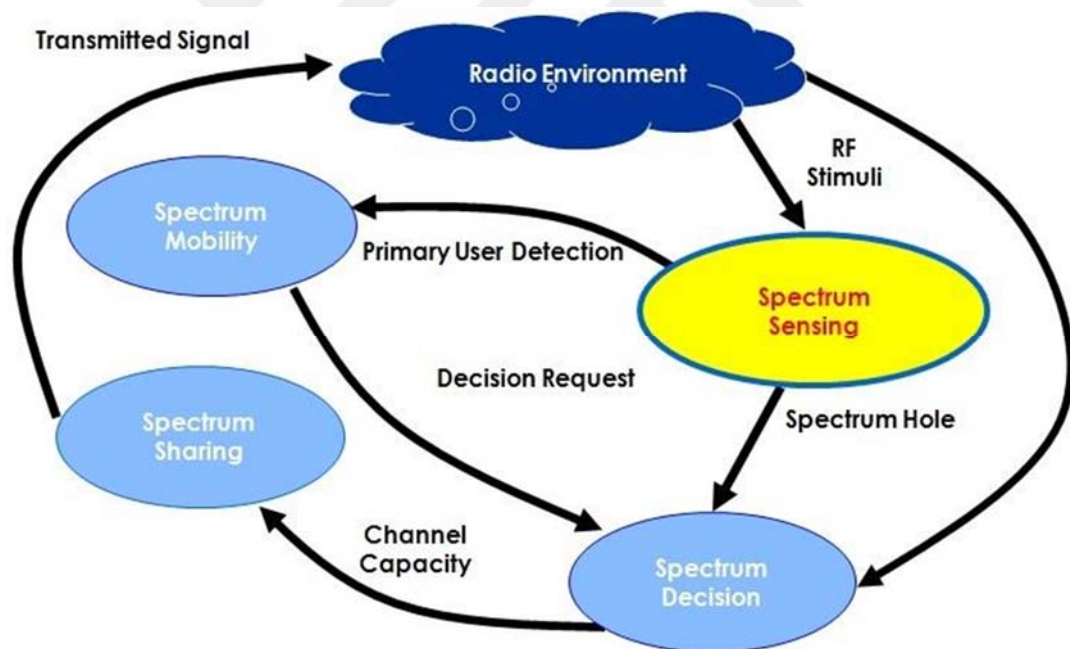 Transmitted Signal
Radio Environment
RF
Stimuli
Spectrum
Mobility
Primary User Detection
Spectrum
Sensing
Decision Request
Spectrum Hole
Spectrum
Sharing
Channel
Capacity
Spectrum
Decision